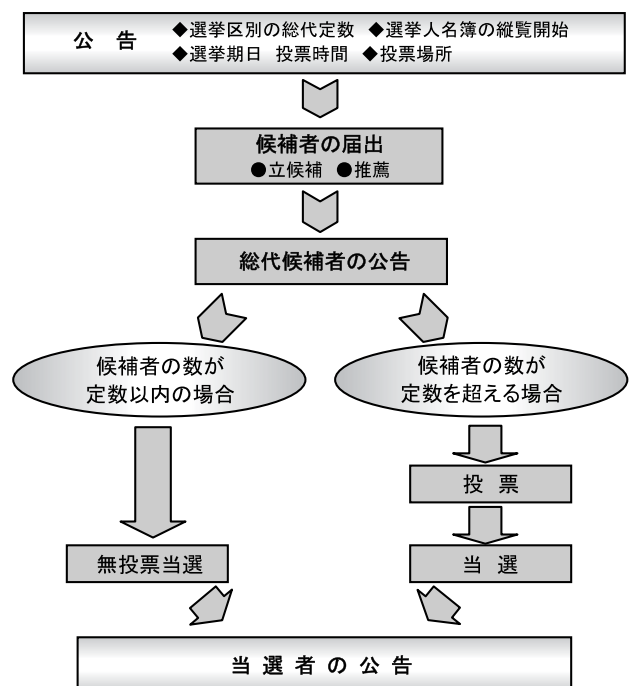 公 告
◆選挙区別の総代定数 ◆選挙人名簿の縦覧開始
◆選挙期日 投票時間 ◆投票場所
候補者の届出
●立候補 ●推薦
総代候補者の公告
候補者の数が
定数以内の場合
候補者の数が
定数を超える場合
投 票
無投票当選
当 選
当 選 者 の 公 告